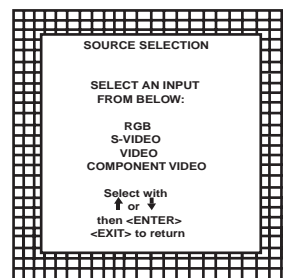 SOURCE SELECTION
SELECT AN INPUT
FROM BELOW:
RGB
S-VIDEO
VIDEO
COMPONENT VIDEO
Select with
↑ or ↓
then <ENTER>
<EXIT> to return